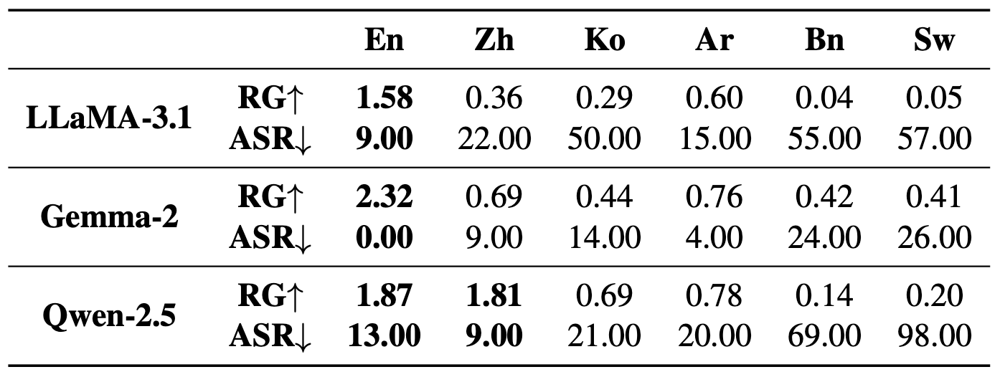 En Zh Ko Ar Bn Sw
LLaMA-3.1
RG↑ 1.58 0.36 0.29 0.60 0.04 0.05
ASR↓ 9.00 22.00 50.00 15.00 55.00 57.00
Gemma-2
RG↑ 2.32 0.69 0.44 0.76 0.42 0.41
ASR↓ 0.00 9.00 14.00 4.00 24.00 26.00
Qwen-2.5
RG↑ 1.87 1.81 0.69 0.78 0.14 0.20
ASR↓ 13.00 9.00 21.00 20.00 69.00 98.00